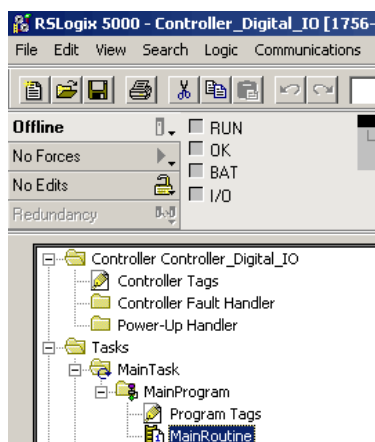 RSLogix 5000 - Controller_Digital_IO [1756-
File Edit View Search Logic Communications
Offline
RUN
No Forces
OK
BAT
No Edits
I/O
Redundancy
Controller Controller_Digital_IO
Controller Tags
Controller Fault Handler
Power-Up Handler
Tasks
MainTask
MainProgram
Program Tags
MainRoutine